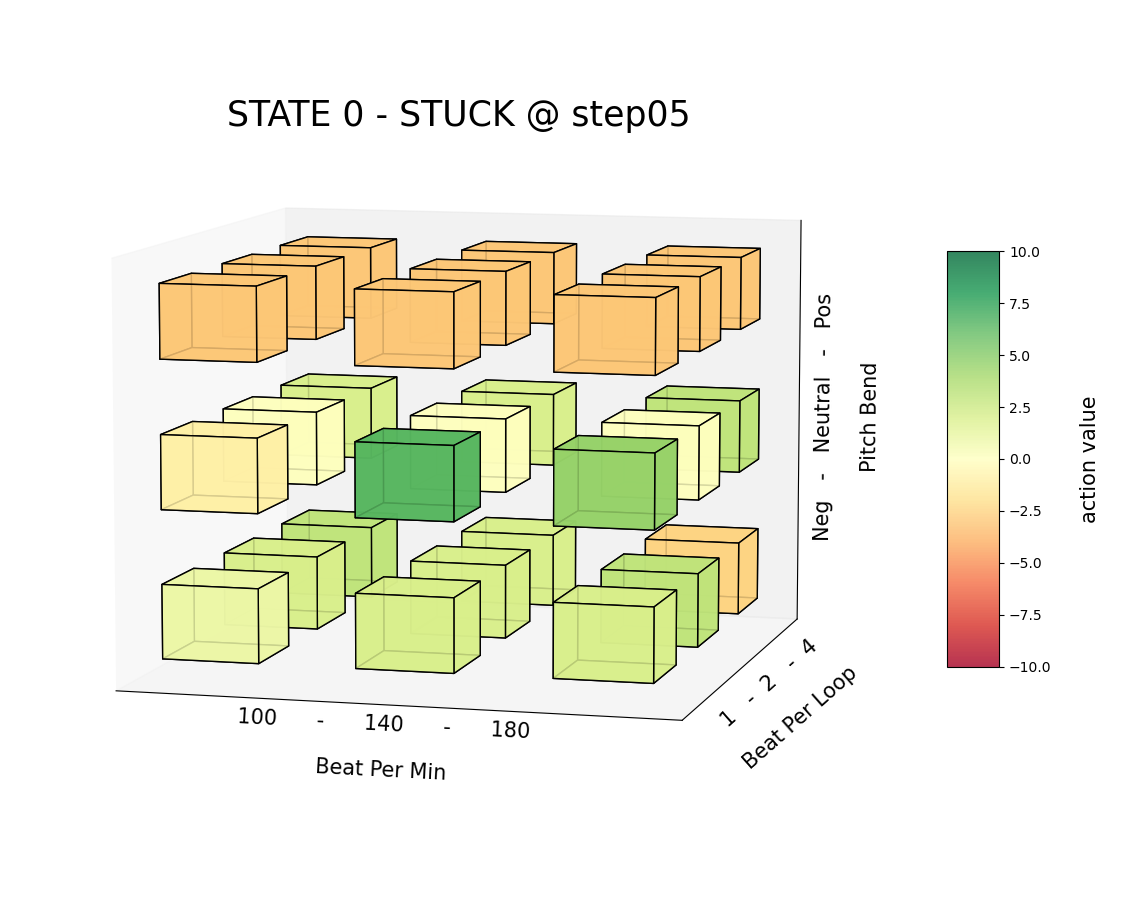 STATE 0 - STUCK @ step05
Neg - Neutral - Pos
Pitch Bend
1 - 2 - 4
Beat Per Loop
100 - 140 - 180
Beat Per Min
10.0
7.5
5.0
2.5
0.0
−2.5
−5.0
−7.5
−10.0
action value